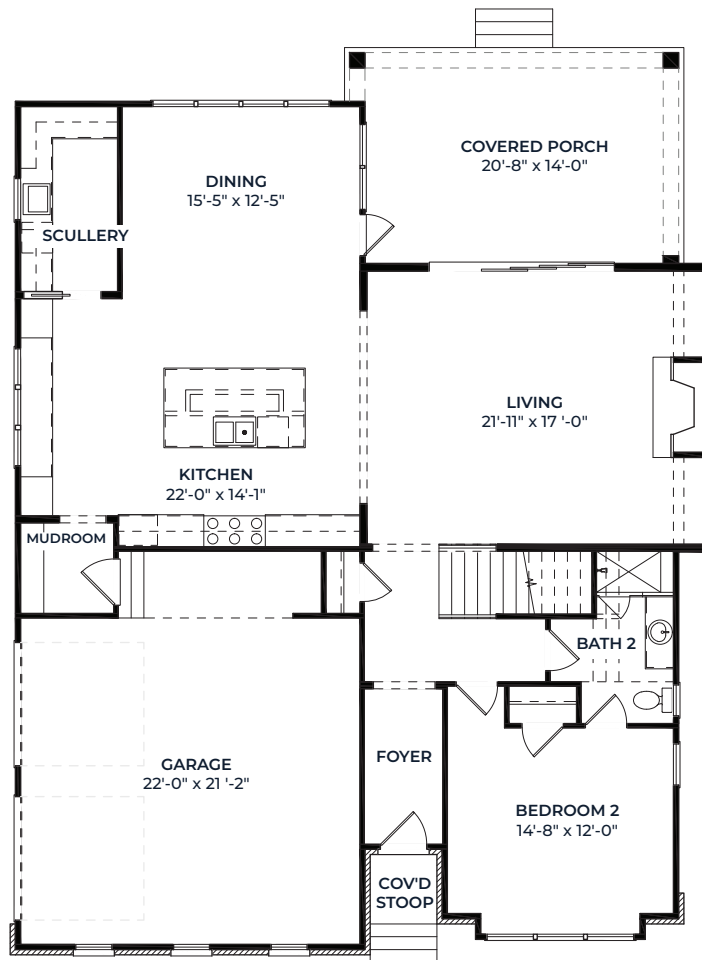 COVERED PORCH
20'-8" x 14'-0"
DINING
15'-5" x 12'-5"
SCULLERY
LIVING
21'-11" x 17 '-0"
KITCHEN
22'-0" x 14'-1"
MUDROOM
BATH 2
FOYER
GARAGE
22'-0" x 21 '-2"
BEDROOM 2
14'-8" x 12'-0"
COV'D
STOOP